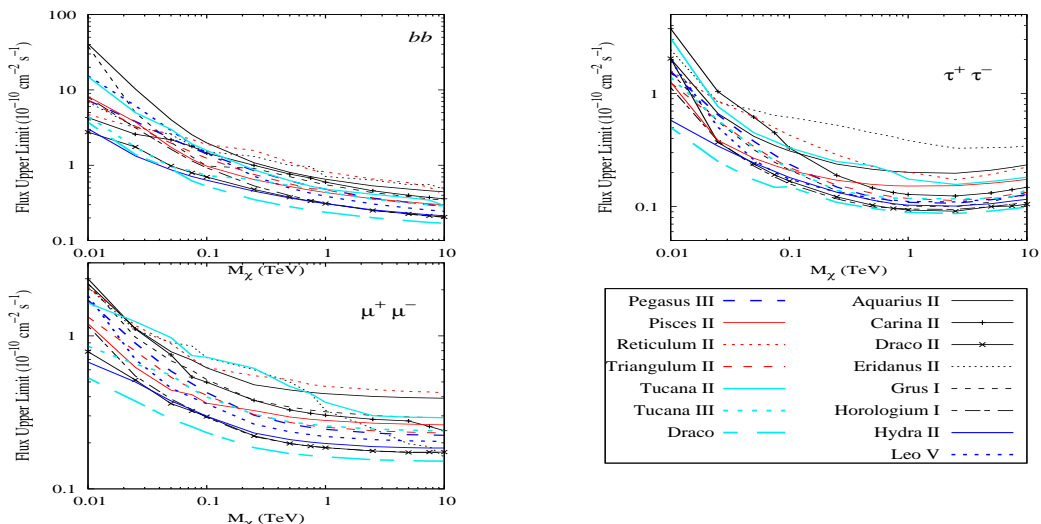 100
10
1
0.1
0.01
0.1
1
10
bb
Flux Upper Limit (10⁻¹⁰ cm⁻² s⁻¹)
Mχ (TeV)
1
0.1
0.01
0.1
1
10
τ⁺ τ⁻
Flux Upper Limit (10⁻¹⁰ cm⁻² s⁻¹)
Mχ (TeV)
1
0.1
0.01
0.1
1
10
μ⁺ μ⁻
Flux Upper Limit (10⁻¹⁰ cm⁻² s⁻¹)
Mχ (TeV)
Pegasus III
Pisces II
Reticulum II
Triangulum II
Tucana II
Tucana III
Draco
Aquarius II
Carina II
Draco II
Eridanus II
Grus I
Horologium I
Hydra II
Leo V